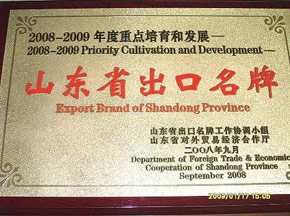 2008-2009 年度重点培育和发展—
—2008-2009 Priority Cultivation and Development—
山东省出口名牌
Export Brand of Shandong Province
山东省出口名牌工作协调小组
山东省对外贸易经济合作厅
二○○八年九月
Department of Foreign Trade & Economic
Cooperation of Shandong Province
September 2008
2009/01/17 15:05